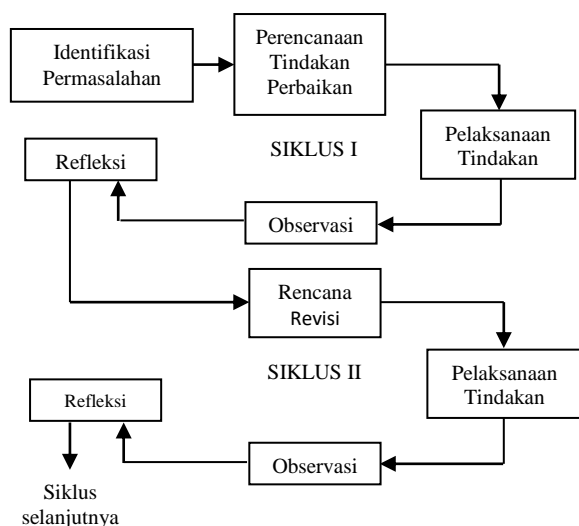 Identifikasi
Permasalahan
Perencanaan
Tindakan
Perbaikan
Pelaksanaan
Tindakan
SIKLUS I
Refleksi
Observasi
Rencana
Revisi
SIKLUS II
Pelaksanaan
Tindakan
Refleksi
Observasi
Siklus
selanjutnya